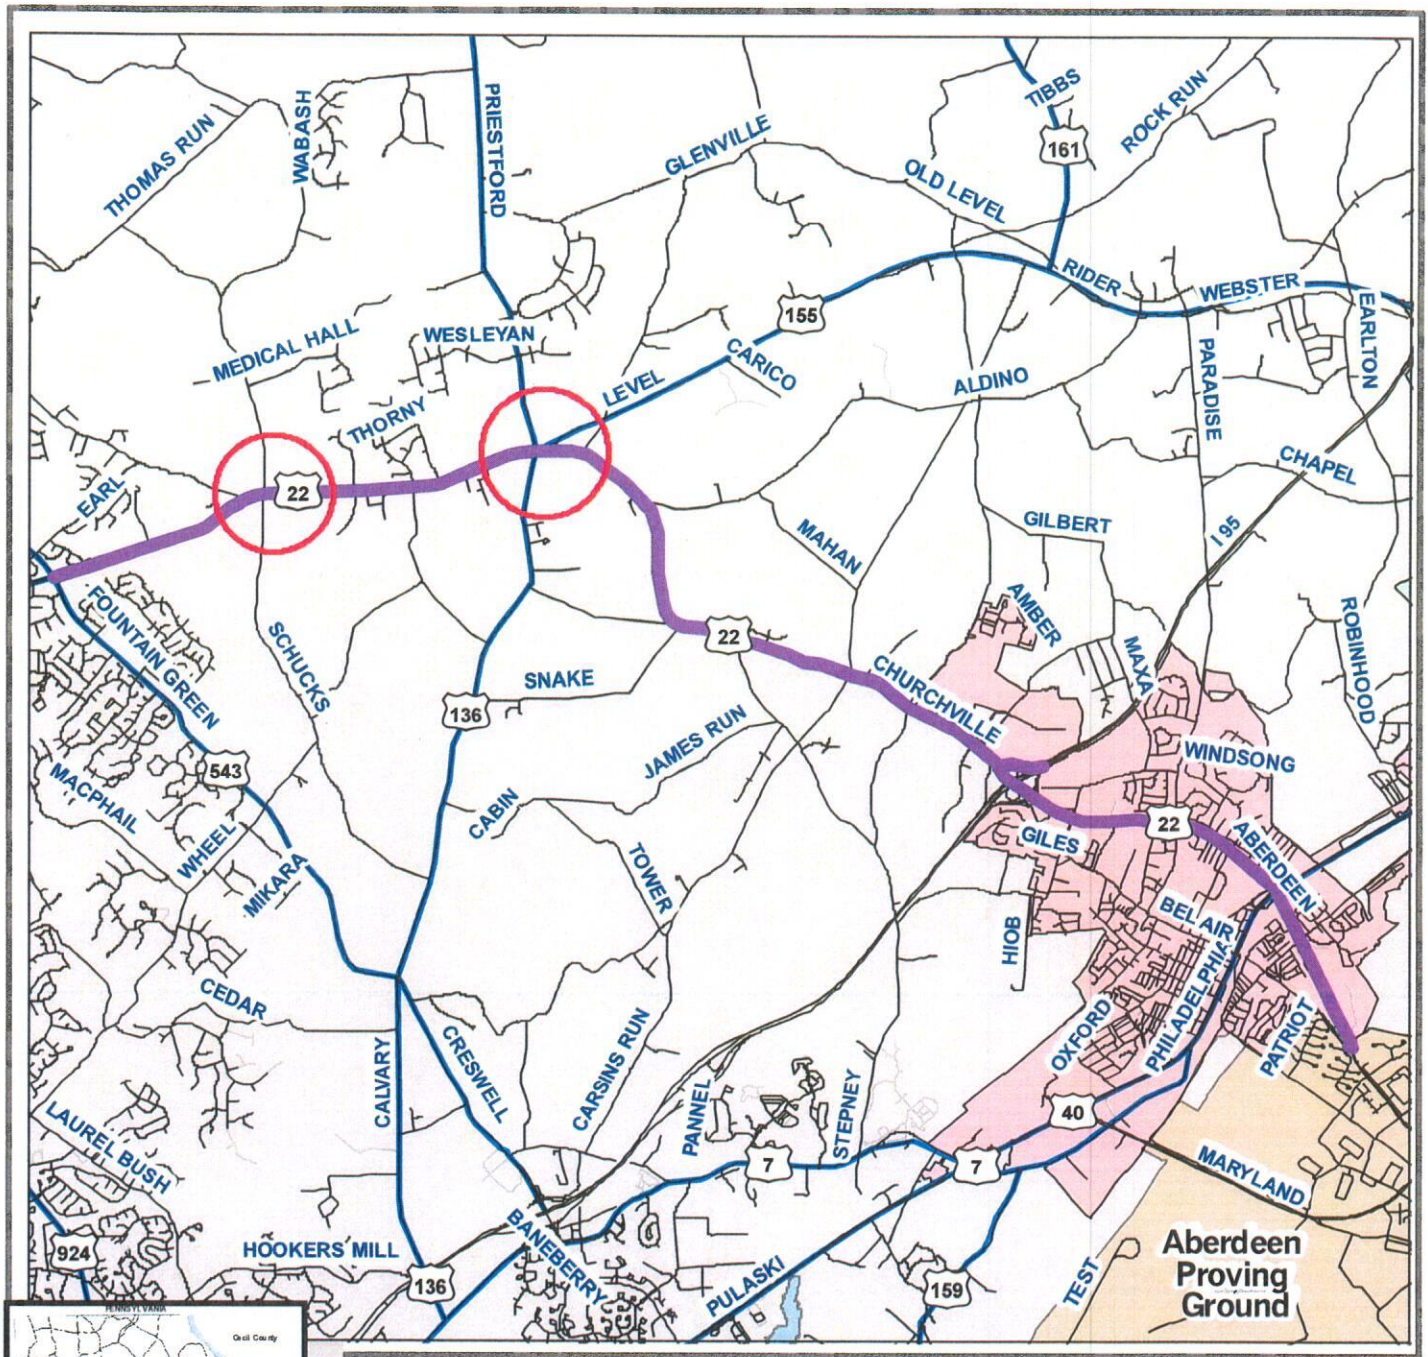 THOMAS RUN
WABASH
PRIESTFORD
GLENVILLE
TIBBS
161
ROCK RUN
OLD LEVEL
RIDER
WEBSTER
EARLTON
MEDICAL HALL
WESLEYAN
155
LEVEL
CARICO
ALDINO
PARADISE
THORNY
EARL
22
CHAPEL
MAHAN
GILBERT
I 95
FOUNTAIN GREEN
SCHUCKS
AMBER
MAXA
ROBINHOOD
22
CHURCHVILLE
SNAKE
136
JAMES RUN
WINDSONG
543
MACPHAIL
WHEEL
MIKARA
CABIN
TOWER
GILES
22
ABERDEEN
HIOB
BEL AIR
PHILADELPHIA
OXFORD
PATRIOT
CEDAR
CALVARY
CRESWELL
CARSINS RUN
PANNEL
STEPNEY
40
7
7
MARYLAND
LAUREL BUSH
924
HOOKERS MILL
136
BANEBERRY
PULASKI
159
TEST
Aberdeen
Proving
Ground
PENNSYLVANIA
Cecil County